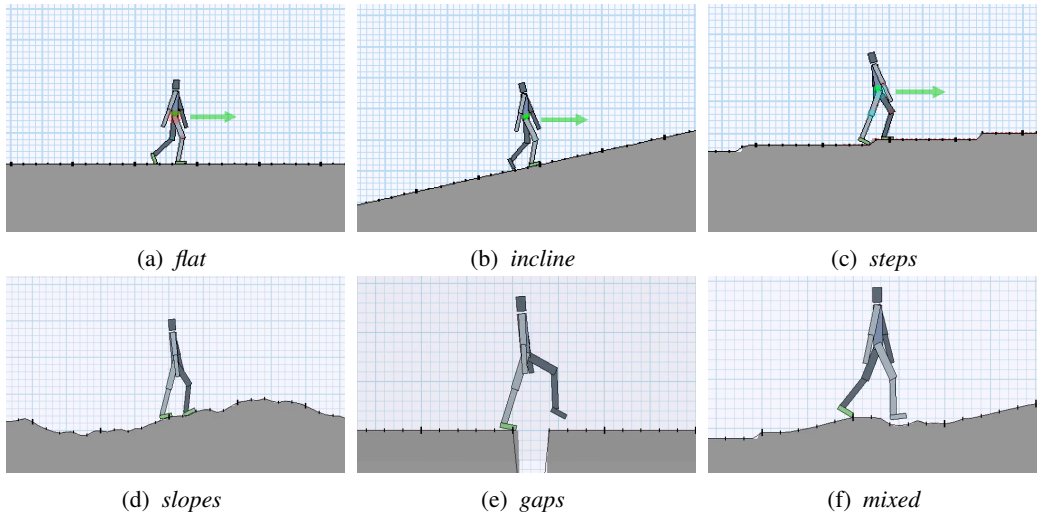 (a) flat
(b) incline
(c) steps
(d) slopes
(e) gaps
(f) mixed